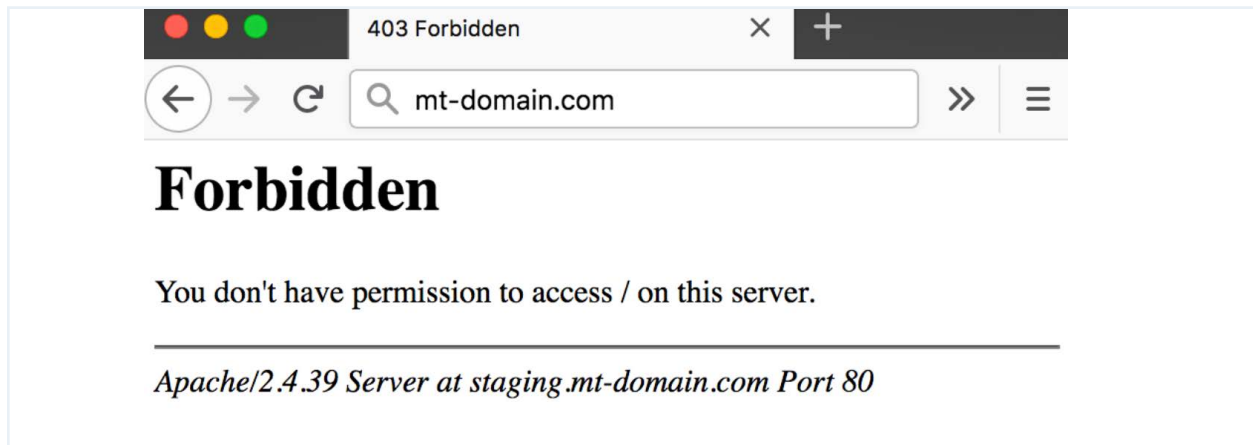 403 Forbidden
mt-domain.com
Forbidden
You don't have permission to access / on this server.
Apache/2.4.39 Server at staging.mt-domain.com Port 80